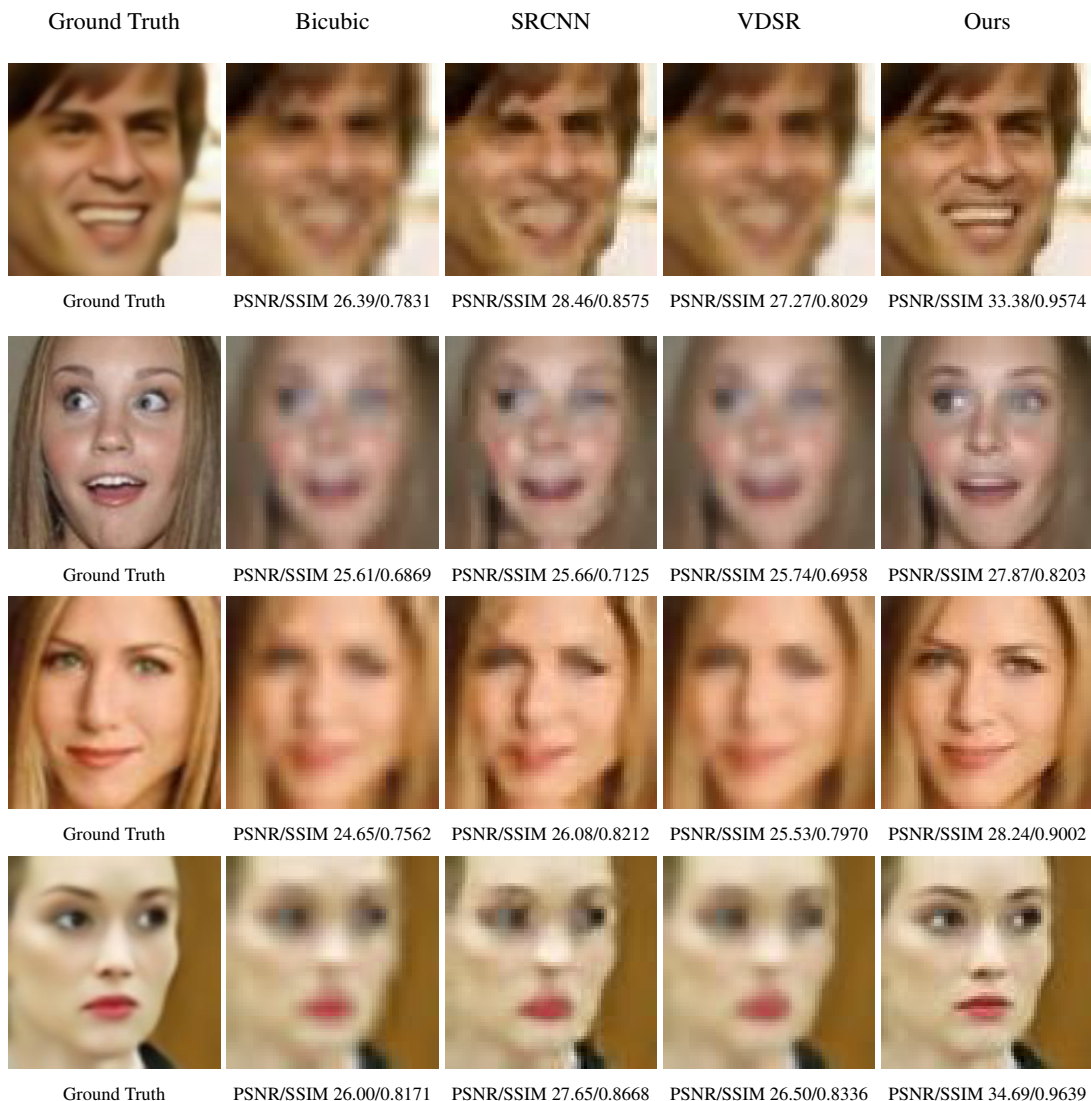 Ground Truth Bicubic SRCNN VDSR Ours
Ground Truth PSNR/SSIM 26.39/0.7831 PSNR/SSIM 28.46/0.8575 PSNR/SSIM 27.27/0.8029 PSNR/SSIM 33.38/0.9574
Ground Truth PSNR/SSIM 25.61/0.6869 PSNR/SSIM 25.66/0.7125 PSNR/SSIM 25.74/0.6958 PSNR/SSIM 27.87/0.8203
Ground Truth PSNR/SSIM 24.65/0.7562 PSNR/SSIM 26.08/0.8212 PSNR/SSIM 25.53/0.7970 PSNR/SSIM 28.24/0.9002
Ground Truth PSNR/SSIM 26.00/0.8171 PSNR/SSIM 27.65/0.8668 PSNR/SSIM 26.50/0.8336 PSNR/SSIM 34.69/0.9639